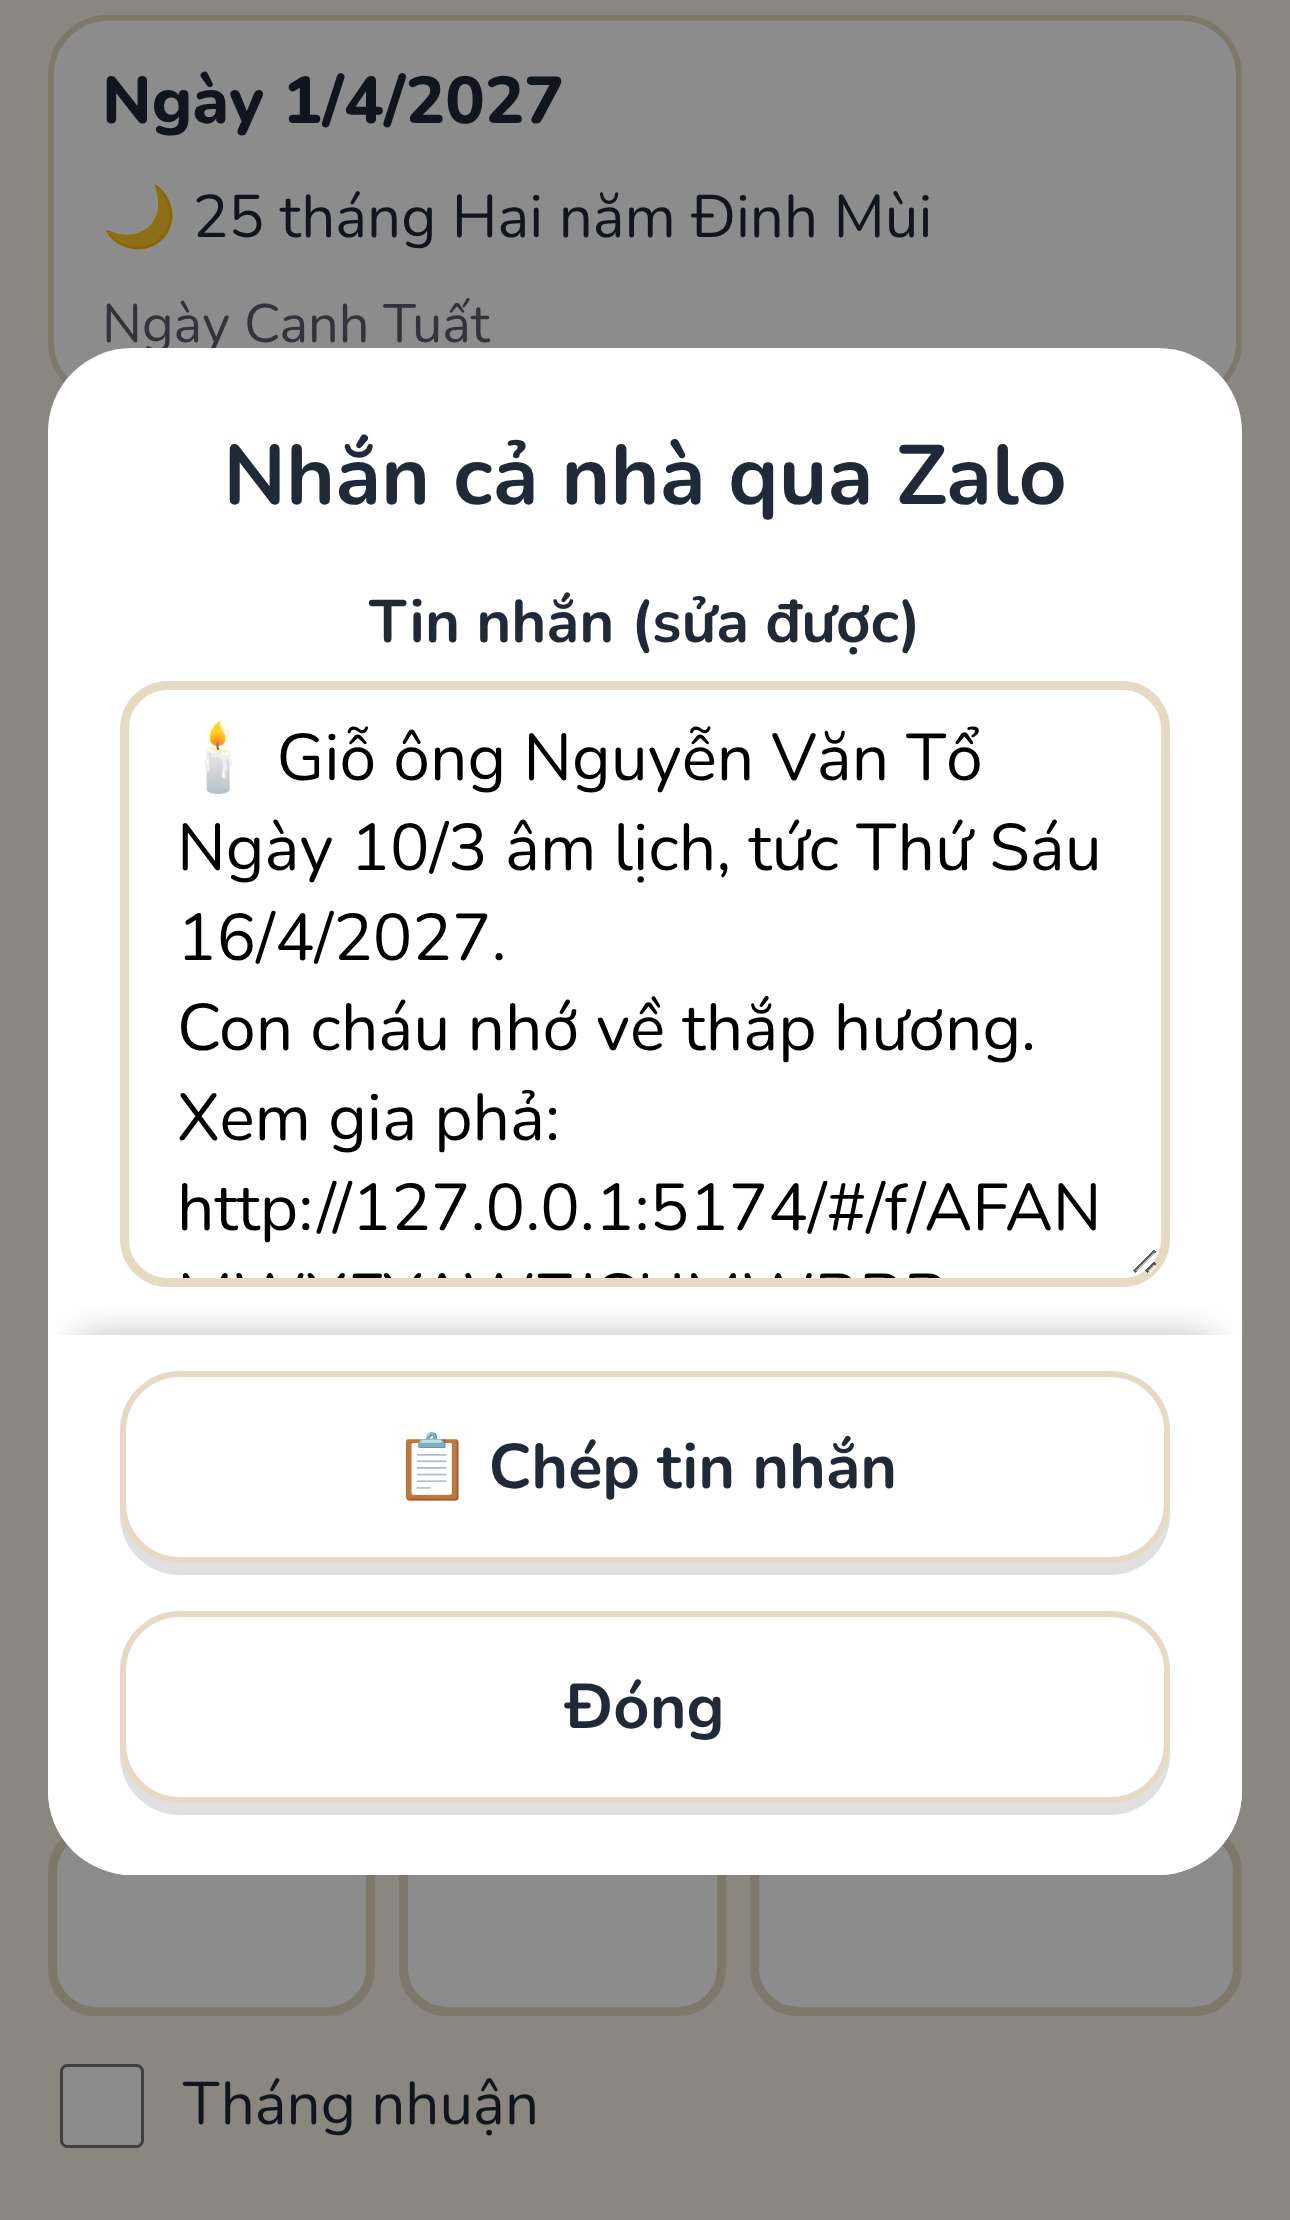 Ngày 1/4/2027
🌙 25 tháng Hai năm Đinh Mùi
Ngày Canh Tuất
Nhắn cả nhà qua Zalo
Tin nhắn (sửa được)
🕯️ Giỗ ông Nguyễn Văn Tổ
Ngày 10/3 âm lịch, tức Thứ Sáu
16/4/2027.
Con cháu nhớ về thắp hương.
Xem gia phả:
http://127.0.0.1:5174/#/f/AFAN
📋 Chép tin nhắn
Đóng
Tháng nhuận